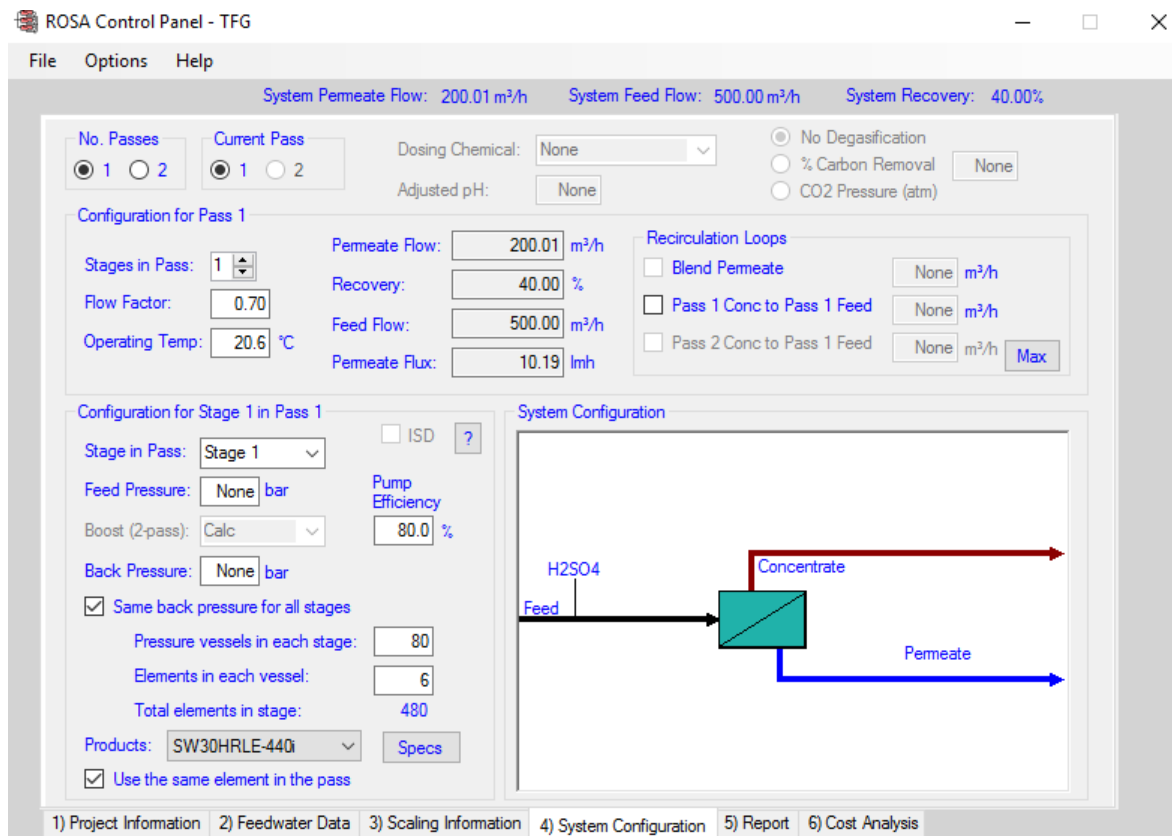 ROSA Control Panel - TFG
File Options Help
System Permeate Flow: 200.01 m³/h System Feed Flow: 500.00 m³/h System Recovery: 40.00%
No. Passes
1 2
Current Pass
1 2
Dosing Chemical: None
Adjusted pH: None
No Degasification
% Carbon Removal None
CO2 Pressure (atm)
Configuration for Pass 1
Stages in Pass: 1
Flow Factor: 0.70
Operating Temp: 20.6 °C
Permeate Flow: 200.01 m³/h
Recovery: 40.00 %
Feed Flow: 500.00 m³/h
Permeate Flux: 10.19 lmh
Recirculation Loops
Blend Permeate None m³/h
Pass 1 Conc to Pass 1 Feed None m³/h
Pass 2 Conc to Pass 1 Feed None m³/h Max
Configuration for Stage 1 in Pass 1
ISD ?
Stage in Pass: Stage 1
Feed Pressure: None bar
Pump
Efficiency
80.0 %
Boost (2-pass): Calc
Back Pressure: None bar
Same back pressure for all stages
Pressure vessels in each stage: 80
Elements in each vessel: 6
Total elements in stage: 480
Products: SW30HRLE-440i Specs
Use the same element in the pass
System Configuration
H2SO4
Feed
Concentrate
Permeate
1) Project Information 2) Feedwater Data 3) Scaling Information 4) System Configuration 5) Report 6) Cost Analysis